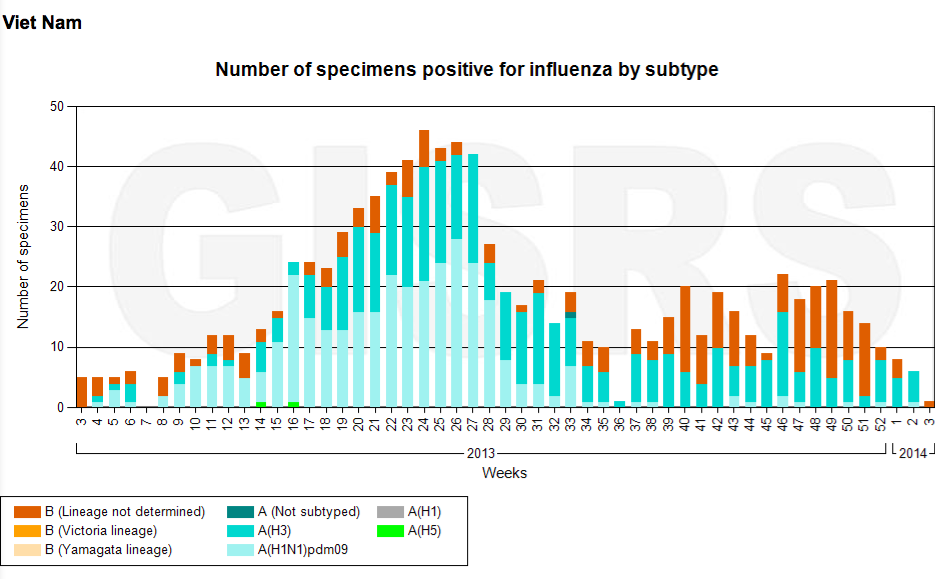 Viet Nam
Number of specimens positive for influenza by subtype
GISRS
Number of specimens
50
40
30
20
10
0
3 4 5 6 7 8 9 10 11 12 13 14 15 16 17 18 19 20 21 22 23 24 25 26 27 28 29 30 31 32 33 34 35 36 37 38 39 40 41 42 43 44 45 46 47 48 49 50 51 52 1 2 3
2013 2014
Weeks
B (Lineage not determined) A (Not subtyped) A(H1)
B (Victoria lineage) A(H3) A(H5)
B (Yamagata lineage) A(H1N1)pdm09